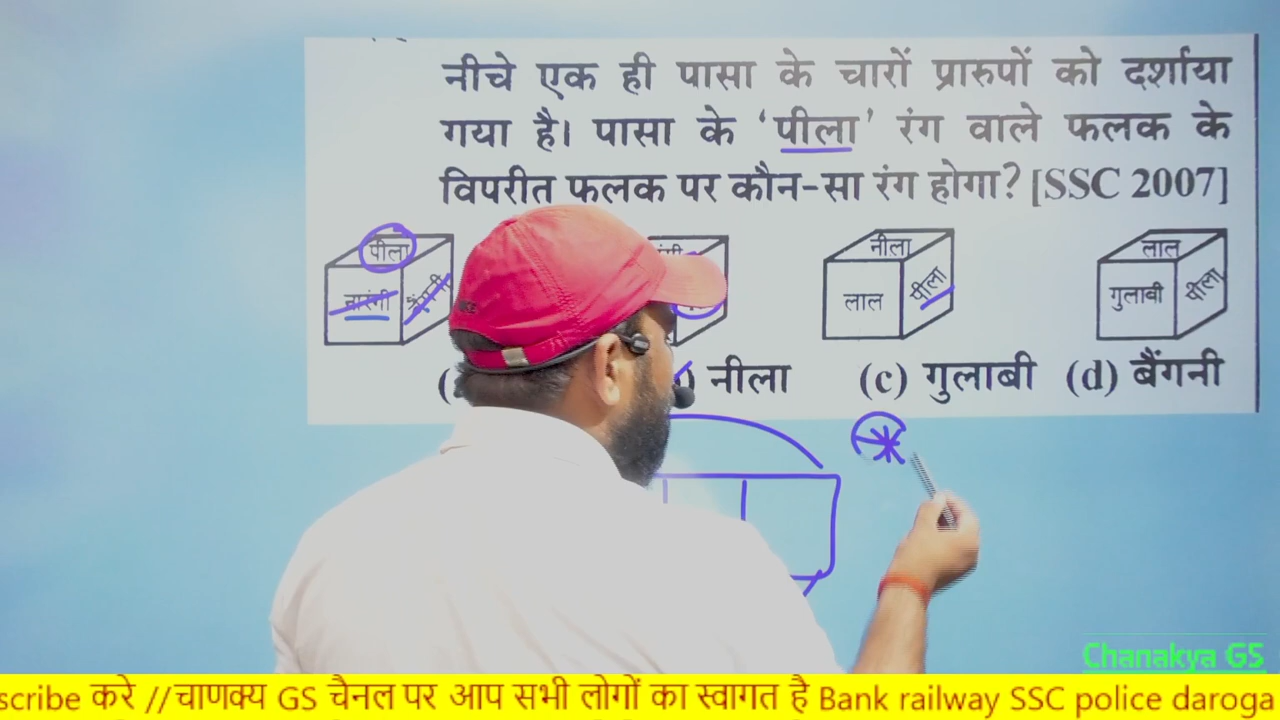 नीचे एक ही पासा के चारों प्रारुपों को दर्शाया
गया है। पासा के ‘पीला’ रंग वाले फलक के
विपरीत फलक पर कौन-सा रंग होगा? [SSC 2007]
पीला
नारंगी
नीला
लाल
पीला
लाल
गुलाबी
पीला
नीला (c) गुलाबी (d) बैंगनी
Chanakya GS
scribe करे //चाणक्य GS चैनल पर आप सभी लोगों का स्वागत है Bank railway SSC police daroga